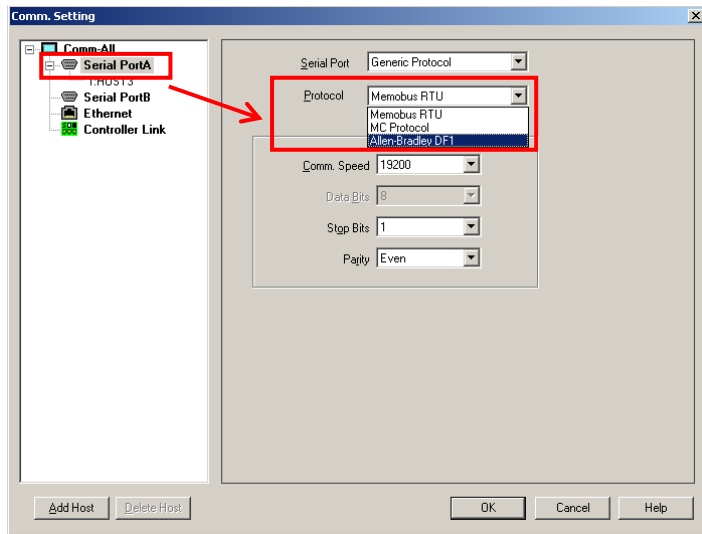 Comm. Setting
Comm-All
Serial PortA
1:HOST3
Serial PortB
Ethernet
Controller Link
Serial Port Generic Protocol
Protocol Memobus RTU
Memobus RTU
MC Protocol
Allen-Bradley DF1
Comm. Speed 19200
Data Bits 8
Stop Bits 1
Parity Even
Add Host Delete Host OK Cancel Help